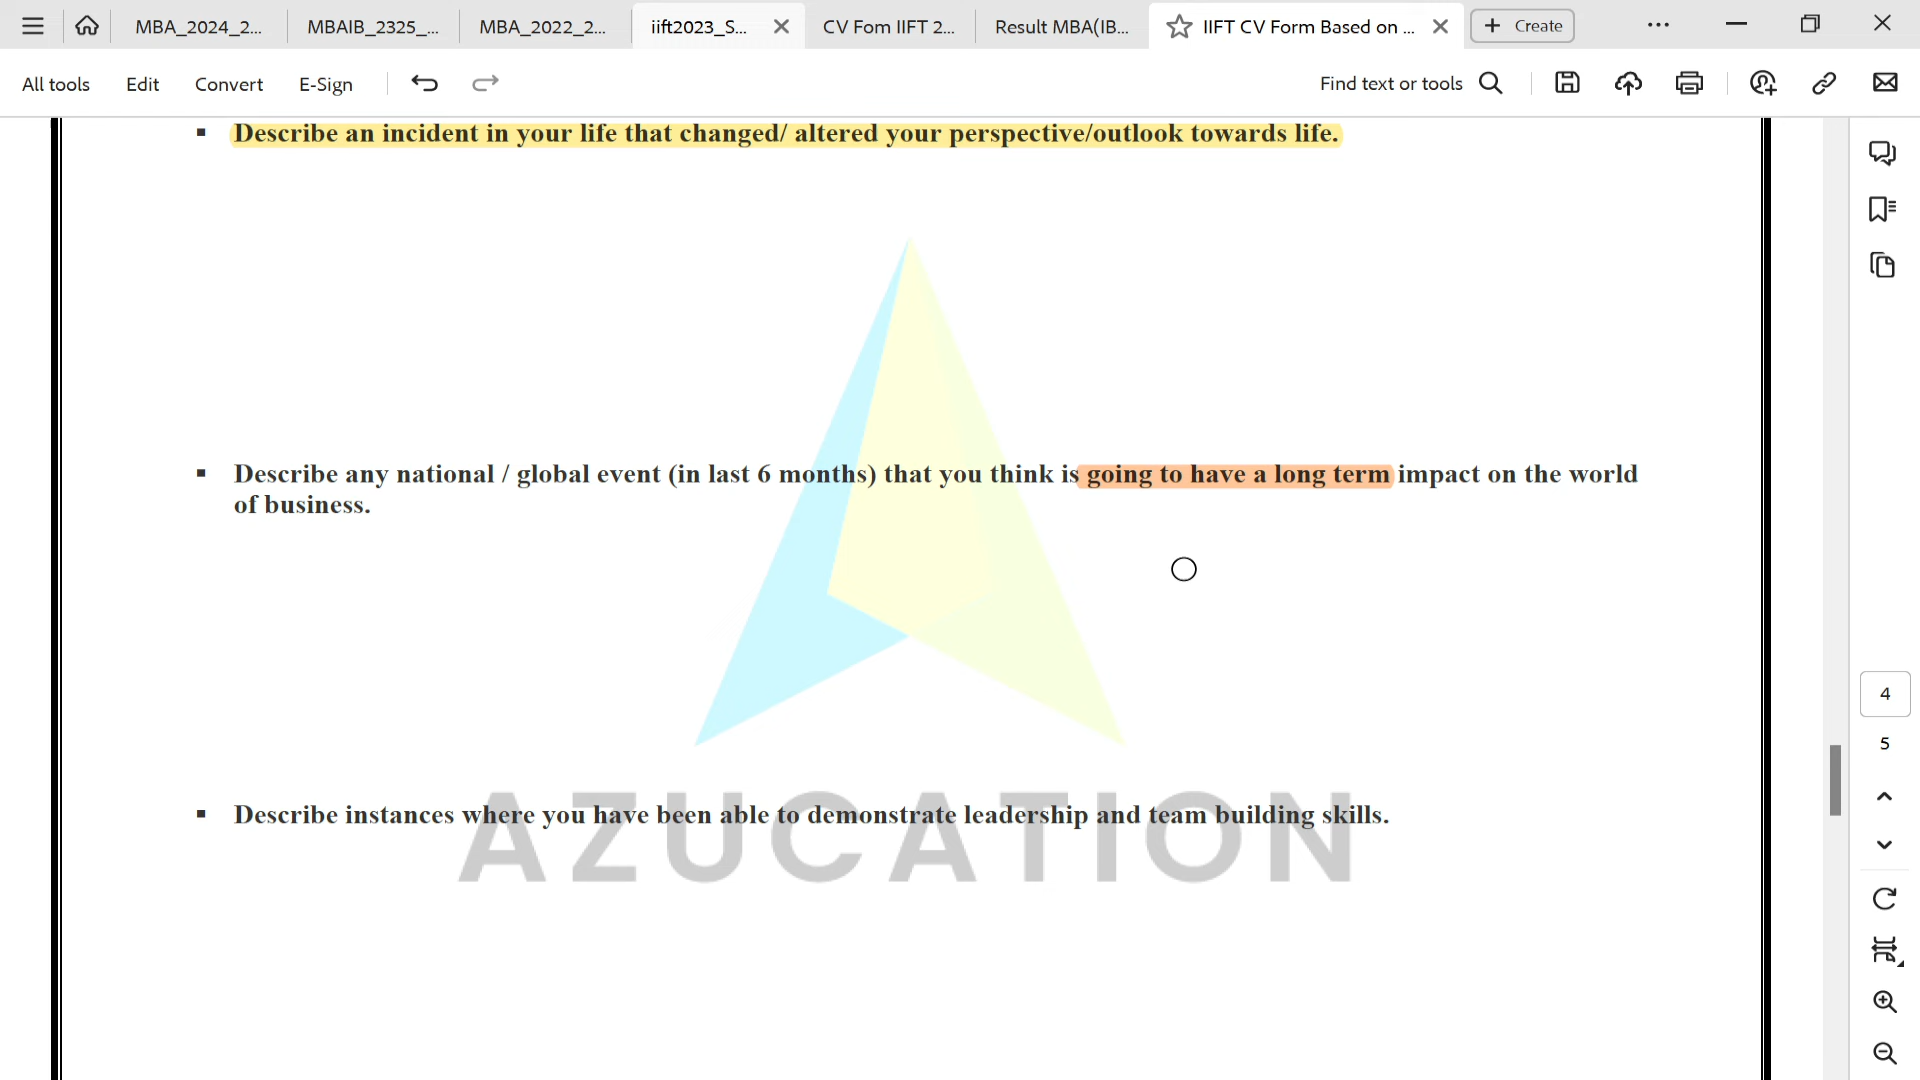 MBA_2024_2...
MBAIB_2325_...
MBA_2022_2...
iift2023_S...
CV Fom IIFT 2...
Result MBA(IB...
IIFT CV Form Based on ...
Create
All tools
Edit
Convert
E-Sign
Find text or tools
▪ Describe an incident in your life that changed/ altered your perspective/outlook towards life.
▪ Describe any national / global event (in last 6 months) that you think is going to have a long term impact on the world
of business.
▪ Describe instances where you have been able to demonstrate leadership and team building skills.
AZUCATION
4
5